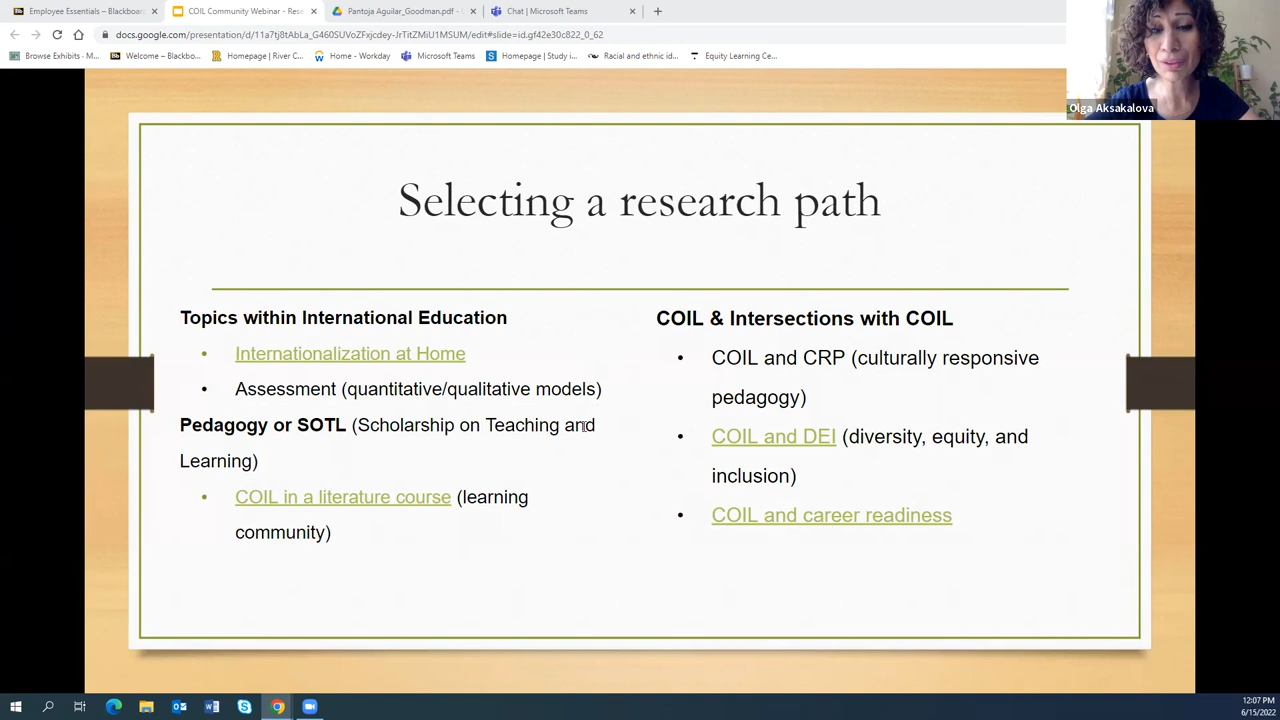 Employee Essentials – Blackboar
COIL Community Webinar - Rese
Pantoja Aguilar_Goodman.pdf -
Chat | Microsoft Teams
Browse Exhibits - M...
Welcome – Blackbo...
Homepage | River C...
Home - Workday
Microsoft Teams
Homepage | Study i...
Racial and ethnic id...
Equity Learning Ce...
Olga Aksakalova
Selecting a research path
Topics within International Education
• Internationalization at Home
• Assessment (quantitative/qualitative models)
Pedagogy or SOTL (Scholarship on Teaching and
Learning)
• COIL in a literature course (learning
community)
COIL & Intersections with COIL
• COIL and CRP (culturally responsive
pedagogy)
• COIL and DEI (diversity, equity, and
inclusion)
• COIL and career readiness
12:07 PM
6/15/2022